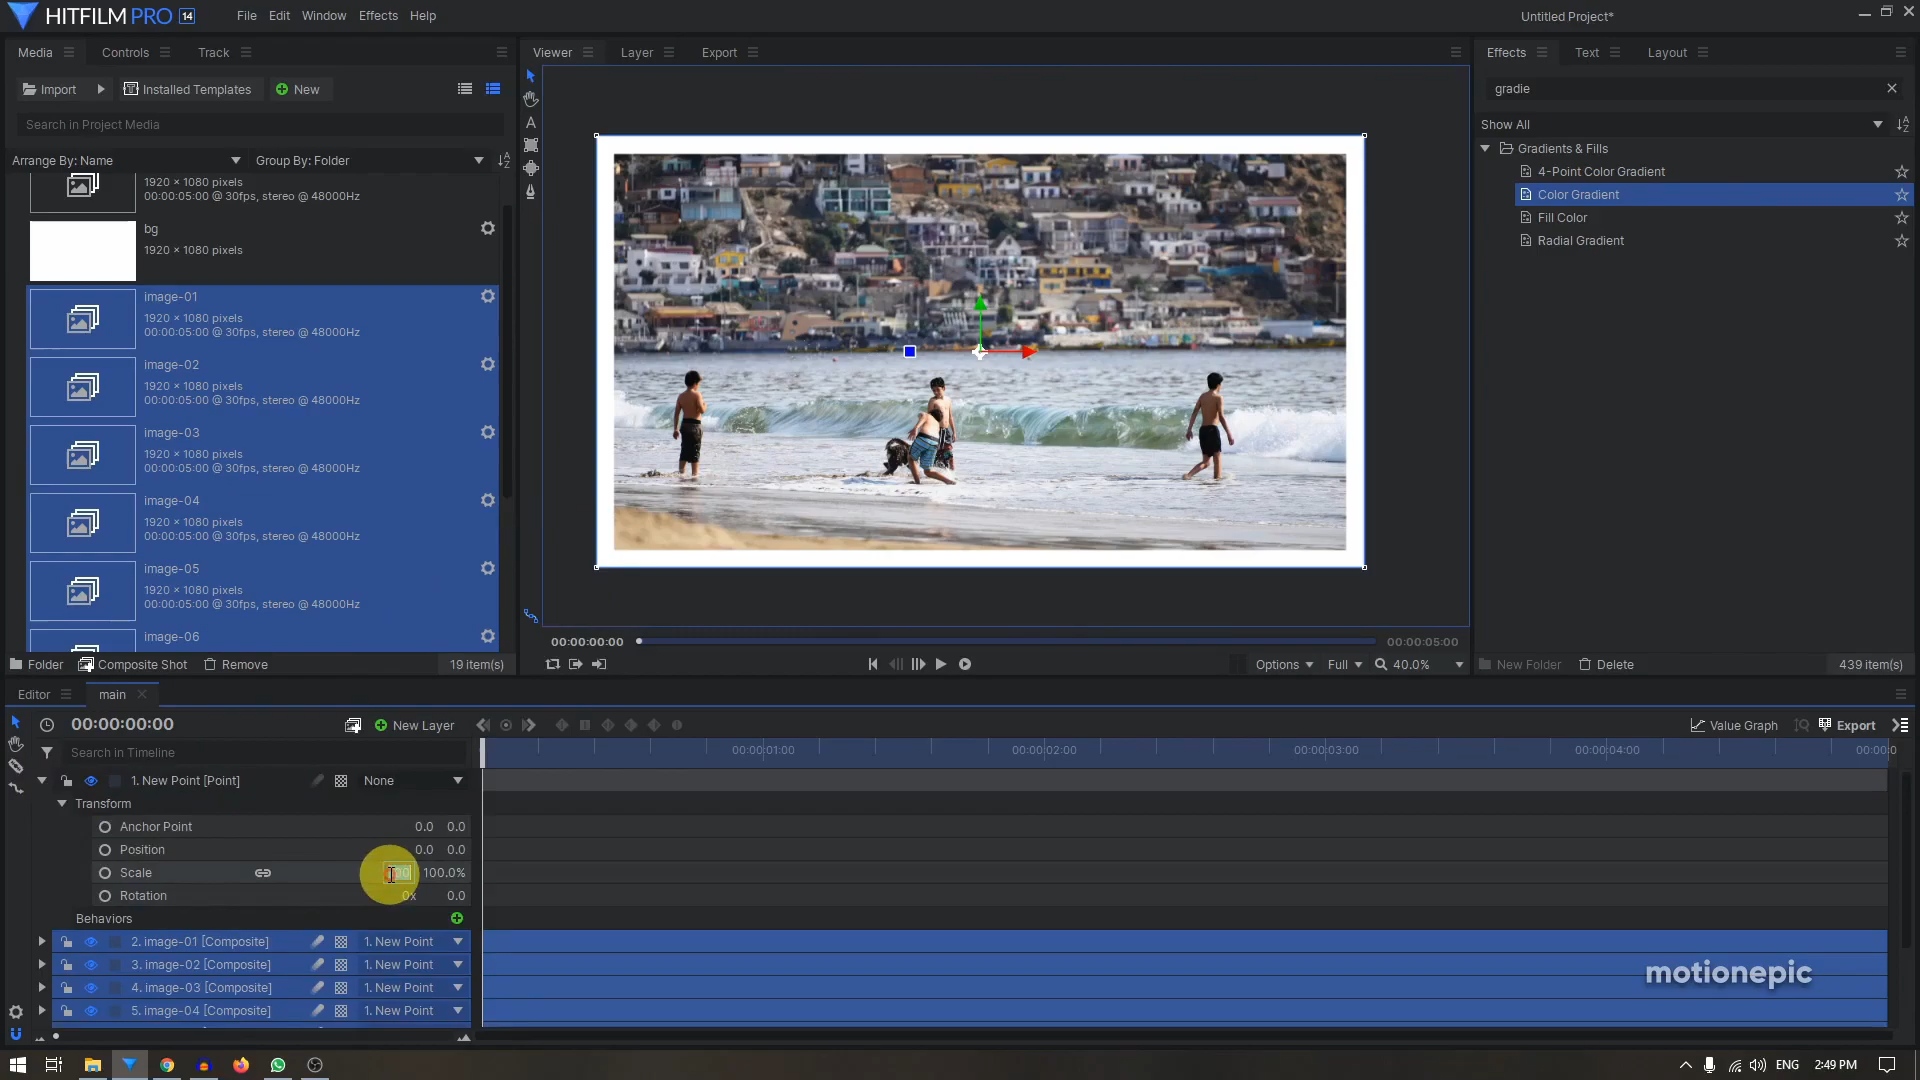 HITFILM PRO 14
File Edit Window Effects Help
Untitled Project*
Media Controls Track
Viewer Layer Export
Effects Text Layout
Import Installed Templates New
gradie
Search in Project Media
Show All
Arrange By: Name Group By: Folder
Gradients & Fills
4-Point Color Gradient
Color Gradient
Fill Color
Radial Gradient
1920 × 1080 pixels
00:00:05:00 @ 30fps, stereo @ 48000Hz
bg
1920 × 1080 pixels
image-01
1920 × 1080 pixels
00:00:05:00 @ 30fps, stereo @ 48000Hz
image-02
1920 × 1080 pixels
00:00:05:00 @ 30fps, stereo @ 48000Hz
image-03
1920 × 1080 pixels
00:00:05:00 @ 30fps, stereo @ 48000Hz
image-04
1920 × 1080 pixels
00:00:05:00 @ 30fps, stereo @ 48000Hz
image-05
1920 × 1080 pixels
00:00:05:00 @ 30fps, stereo @ 48000Hz
image-06
00:00:00:00 00:00:05:00
Folder Composite Shot Remove 19 item(s)
Options Full 40.0%
New Folder Delete 439 item(s)
Editor main
00:00:00:00 New Layer
Value Graph Export
Search in Timeline
00:00:01:00 00:00:02:00 00:00:03:00 00:00:04:00 00:00:0
1. New Point [Point] None
Transform
Anchor Point 0.0 0.0
Position 0.0 0.0
Scale 100.0%
Rotation 0x 0.0
Behaviors
2. image-01 [Composite] 1. New Point
3. image-02 [Composite] 1. New Point
4. image-03 [Composite] 1. New Point
5. image-04 [Composite] 1. New Point
motionepic
ENG 2:49 PM